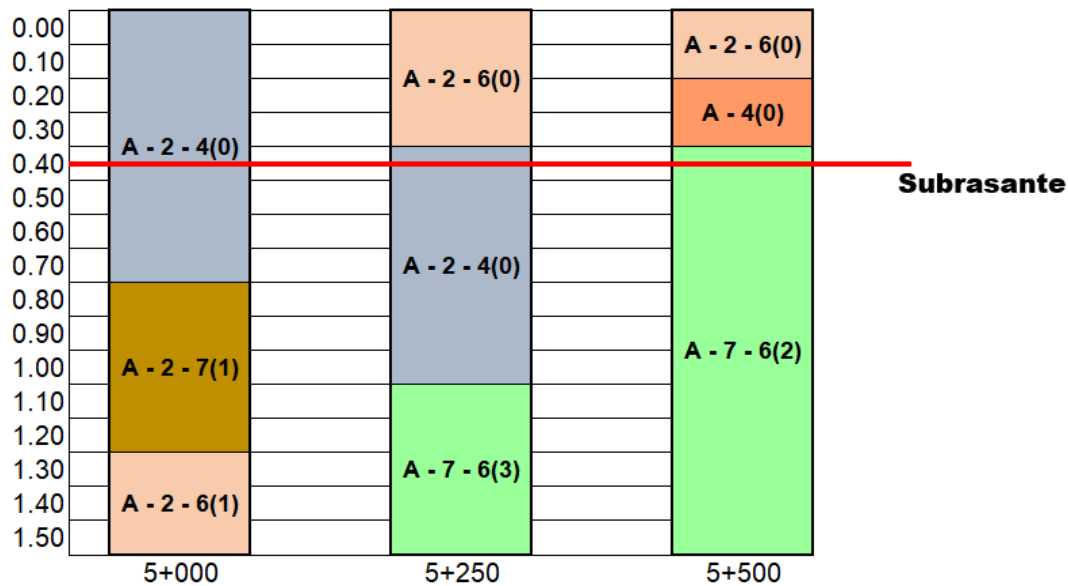 0.00
0.10
0.20
0.30
0.40
0.50
0.60
0.70
0.80
0.90
1.00
1.10
1.20
1.30
1.40
1.50
A - 2 - 4(0)
A - 2 - 7(1)
A - 2 - 6(1)
5+000
A - 2 - 6(0)
A - 2 - 4(0)
A - 7 - 6(3)
5+250
A - 2 - 6(0)
A - 4(0)
A - 7 - 6(2)
5+500
Subrasante